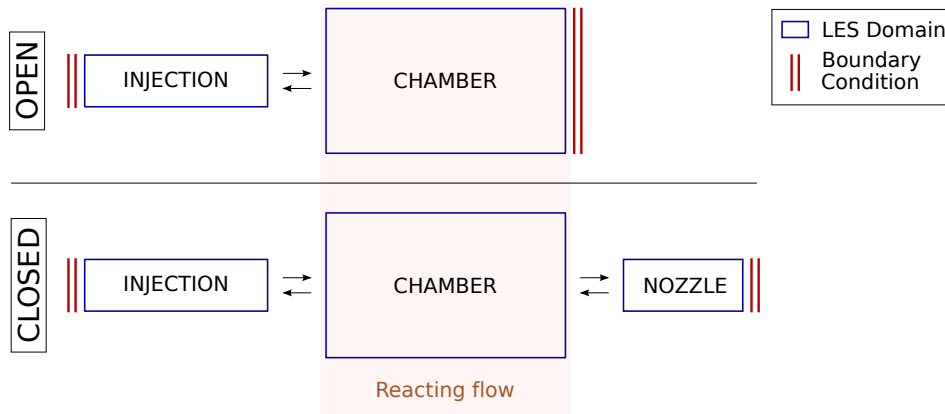 OPEN
INJECTION
CHAMBER
LES Domain
Boundary
Condition
CLOSED
INJECTION
CHAMBER
NOZZLE
Reacting flow